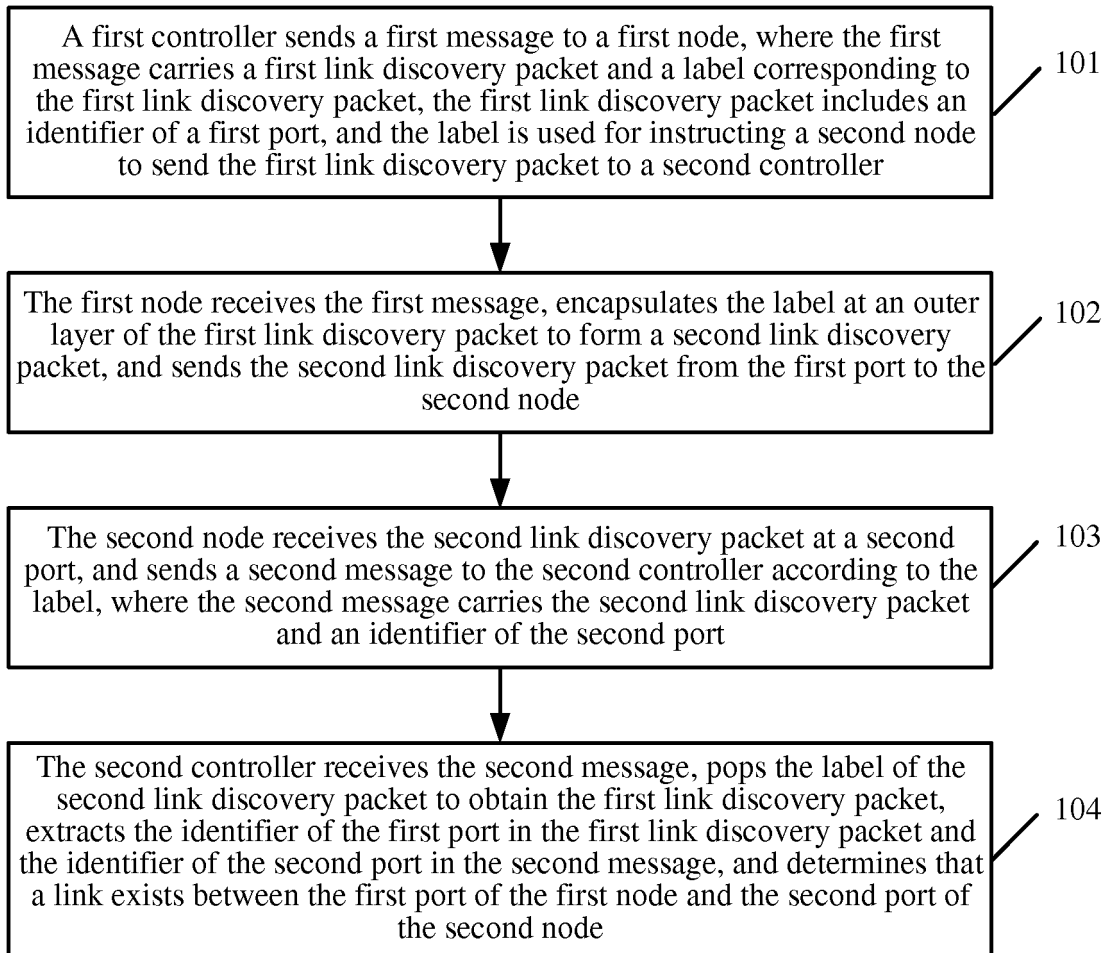 A first controller sends a first message to a first node, where the first
message carries a first link discovery packet and a label corresponding to
the first link discovery packet, the first link discovery packet includes an
identifier of a first port, and the label is used for instructing a second node
to send the first link discovery packet to a second controller
101
The first node receives the first message, encapsulates the label at an outer
layer of the first link discovery packet to form a second link discovery
packet, and sends the second link discovery packet from the first port to the
second node
102
The second node receives the second link discovery packet at a second
port, and sends a second message to the second controller according to the
label, where the second message carries the second link discovery packet
and an identifier of the second port
103
The second controller receives the second message, pops the label of the
second link discovery packet to obtain the first link discovery packet,
extracts the identifier of the first port in the first link discovery packet and
the identifier of the second port in the second message, and determines that
a link exists between the first port of the first node and the second port of
the second node
104